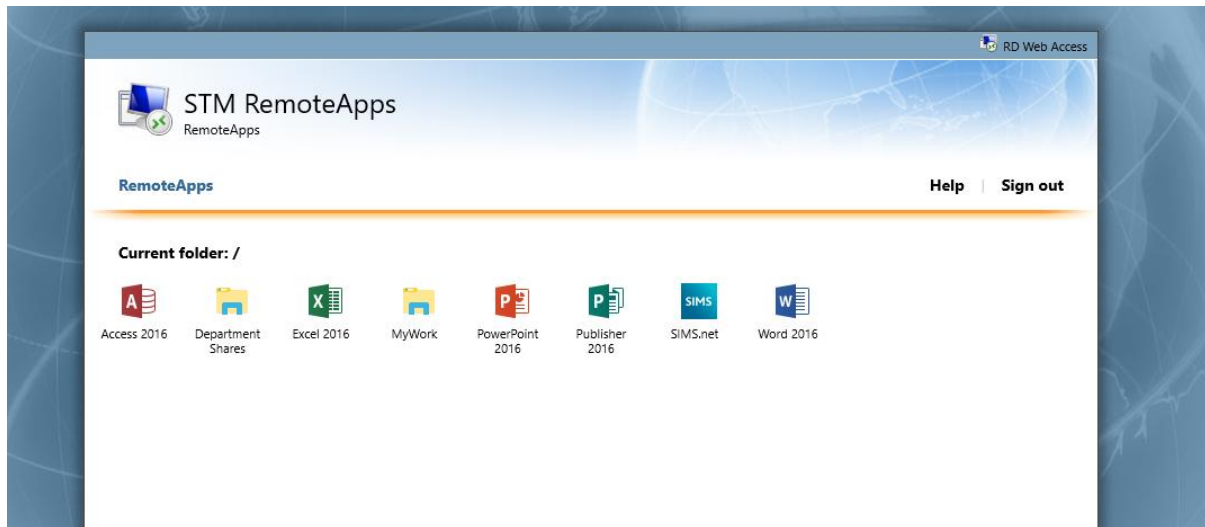 RD Web Access
STM RemoteApps
RemoteApps
RemoteApps
Help | Sign out
Current folder: /
A
X
P
P
SIMS
W
Access 2016
Department Shares
Excel 2016
MyWork
PowerPoint 2016
Publisher 2016
SIMS.net
Word 2016